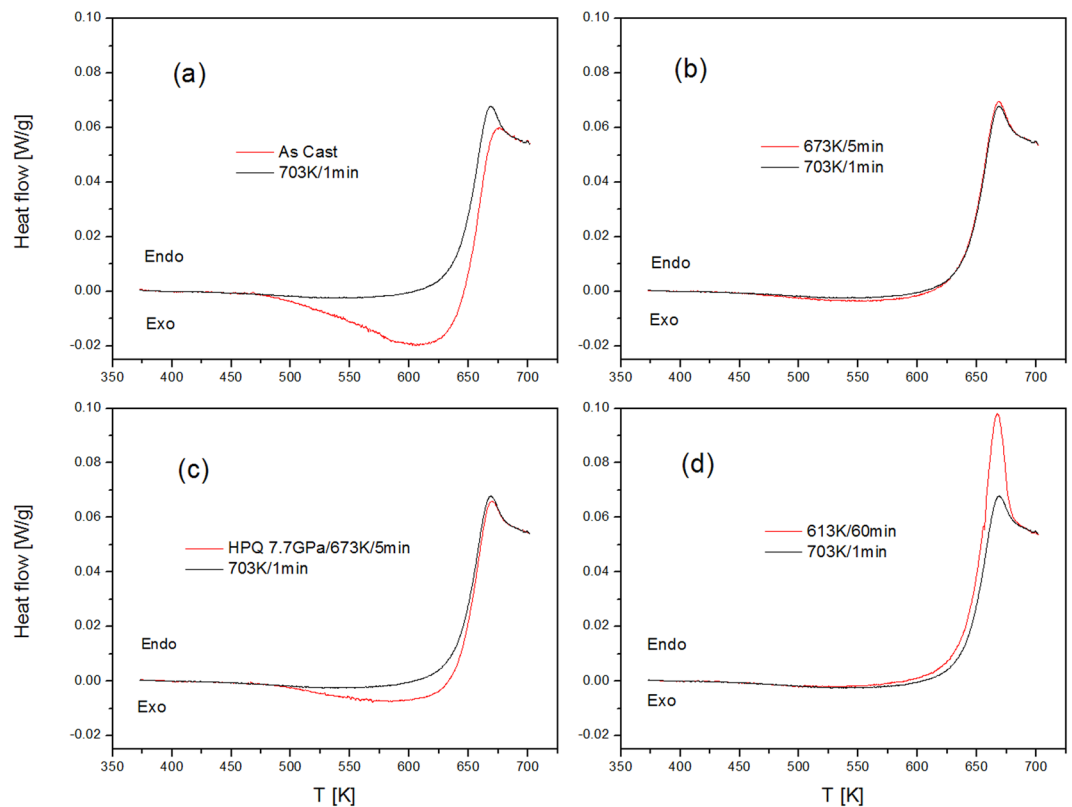 0.10
0.08
0.06
0.04
0.02
0.00
-0.02
Heat flow [W/g]
(a)
As Cast
703K/1min
Endo
Exo
350 400 450 500 550 600 650 700
0.10
0.08
0.06
0.04
0.02
0.00
-0.02
(b)
673K/5min
703K/1min
Endo
Exo
350 400 450 500 550 600 650 700
0.10
0.08
0.06
0.04
0.02
0.00
-0.02
Heat flow [W/g]
(c)
HPQ 7.7GPa/673K/5min
703K/1min
Endo
Exo
350 400 450 500 550 600 650 700
T [K]
0.10
0.08
0.06
0.04
0.02
0.00
-0.02
(d)
613K/60min
703K/1min
Endo
Exo
350 400 450 500 550 600 650 700
T [K]